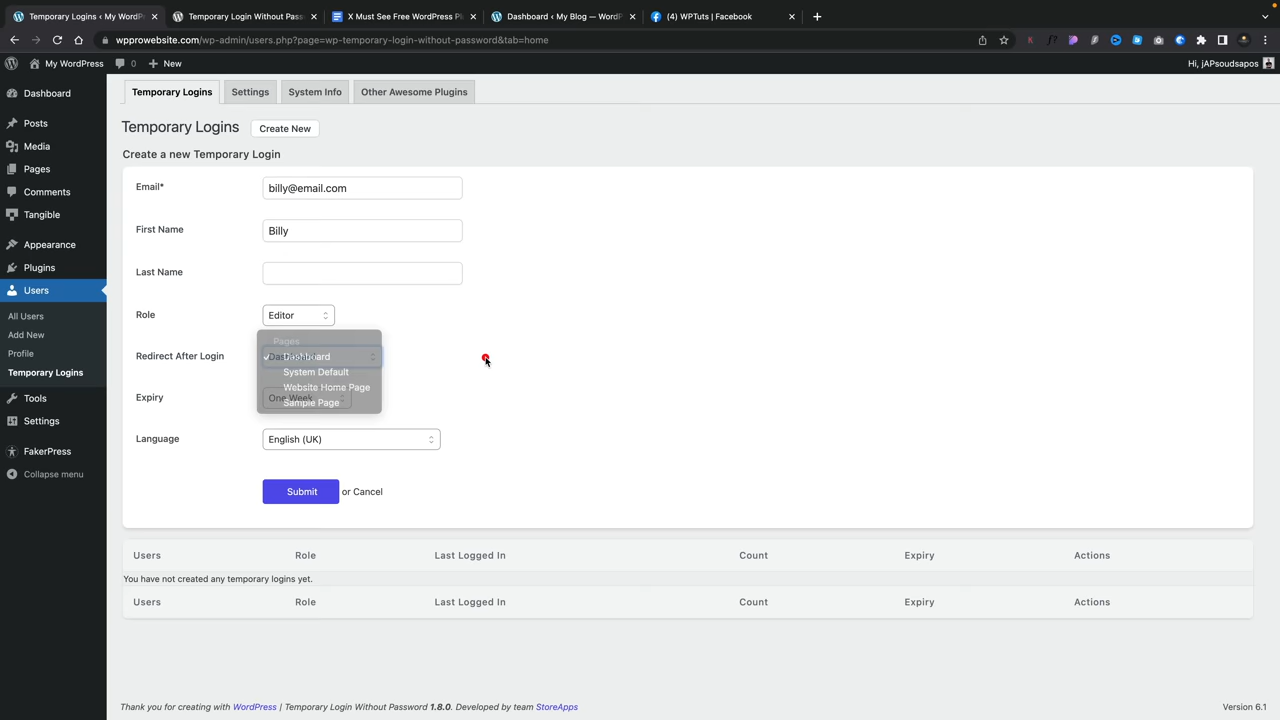 Temporary Logins ‹ My WordPr
Temporary Login Without Pass
X Must See Free WordPress Plu
Dashboard ‹ My Blog — WordP
(4) WPTuts | Facebook
wpprowebsite.com/wp-admin/users.php?page=wp-temporary-login-without-password&tab=home
My WordPress
0
New
Hi, jAPsoudsapos
Dashboard
Posts
Media
Pages
Comments
Tangible
Appearance
Plugins
Users
All Users
Add New
Profile
Temporary Logins
Tools
Settings
FakerPress
Collapse menu
Temporary Logins
Settings
System Info
Other Awesome Plugins
Temporary Logins
Create New
Create a new Temporary Login
Email*
billy@email.com
First Name
Billy
Last Name
Role
Editor
Redirect After Login
Pages
Dashboard
System Default
Website Home Page
Sample Page
Expiry
One Week
Language
English (UK)
Submit or Cancel
Users Role Last Logged In Count Expiry Actions
You have not created any temporary logins yet.
Users Role Last Logged In Count Expiry Actions
Thank you for creating with WordPress | Temporary Login Without Password 1.8.0. Developed by team StoreApps
Version 6.1